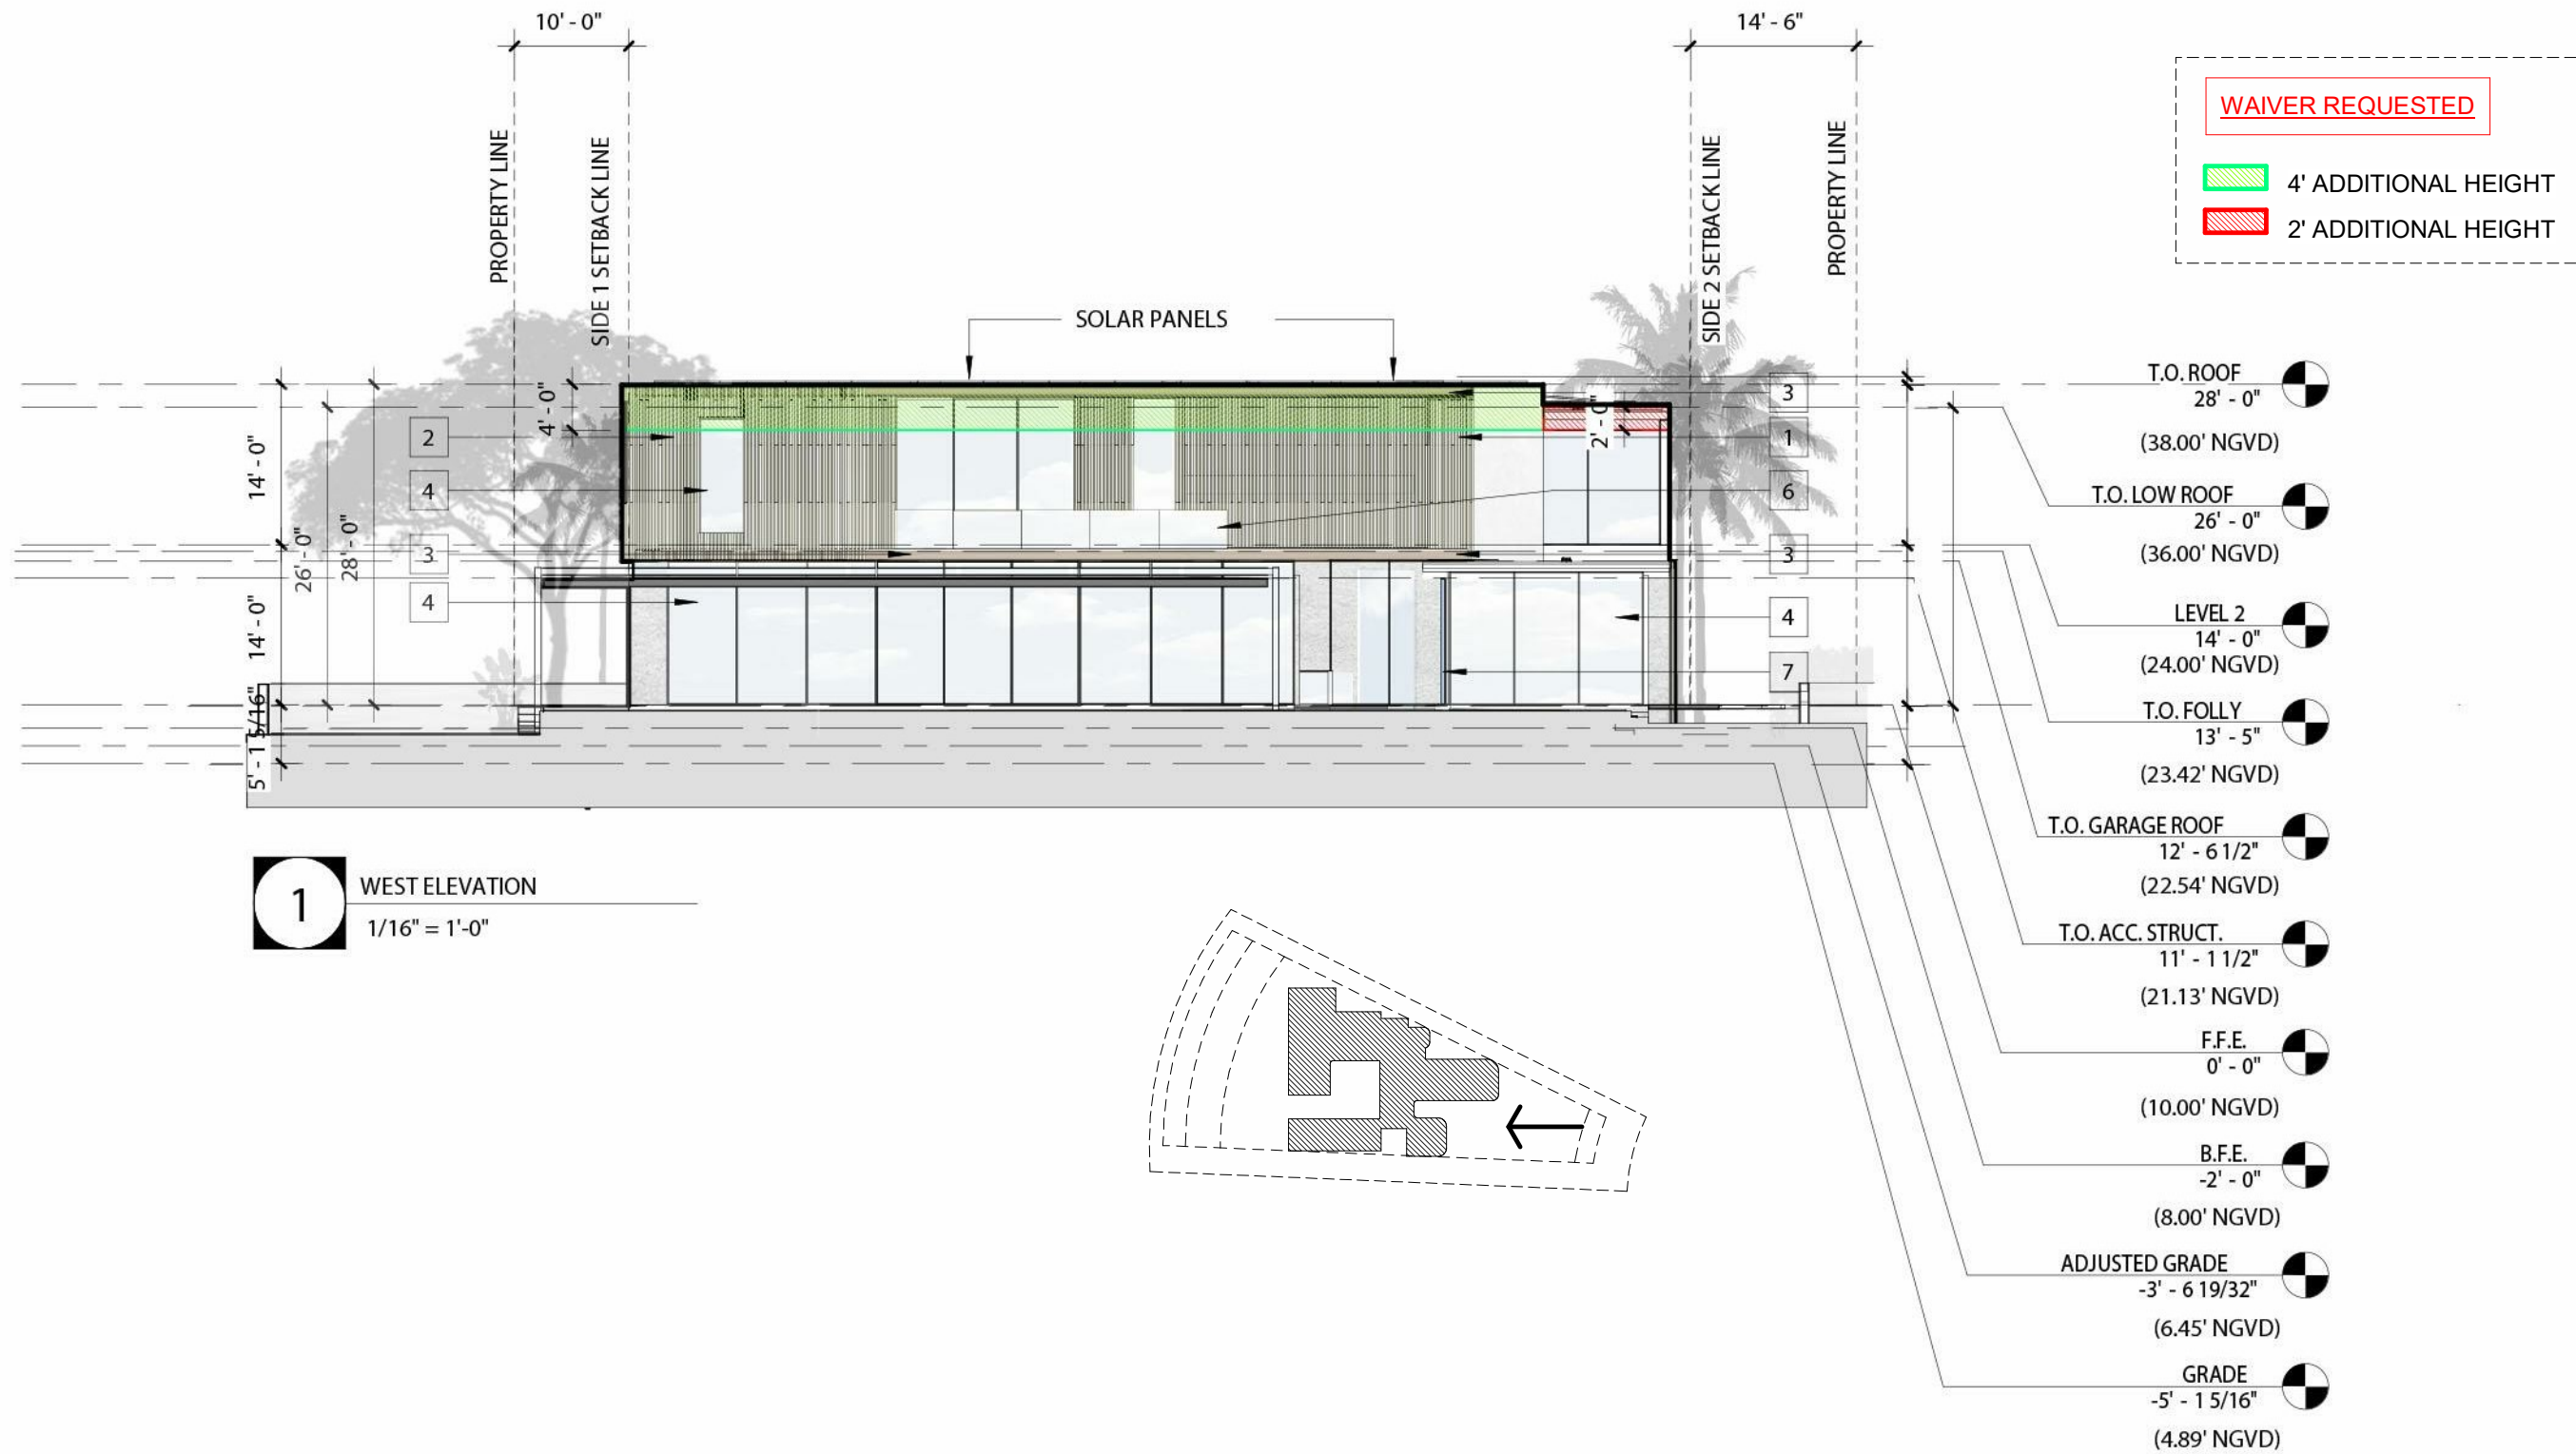 10' - 0"
14' - 6"
WAIVER REQUESTED
4' ADDITIONAL HEIGHT
2' ADDITIONAL HEIGHT
PROPERTY LINE
SIDE 1 SETBACK LINE
SIDE 2 SETBACK LINE
PROPERTY LINE
SOLAR PANELS
4' - 0"
2' - 0"
14' - 0"
26' - 0"
28' - 0"
14' - 0"
5' - 1 5/16"
2
4
3
4
3
1
6
3
4
7
T.O. ROOF
28' - 0"
(38.00' NGVD)
T.O. LOW ROOF
26' - 0"
(36.00' NGVD)
LEVEL 2
14' - 0"
(24.00' NGVD)
T.O. FOLLY
13' - 5"
(23.42' NGVD)
T.O. GARAGE ROOF
12' - 6 1/2"
(22.54' NGVD)
T.O. ACC. STRUCT.
11' - 1 1/2"
(21.13' NGVD)
F.F.E.
0' - 0"
(10.00' NGVD)
B.F.E.
-2' - 0"
(8.00' NGVD)
ADJUSTED GRADE
-3' - 6 19/32"
(6.45' NGVD)
GRADE
-5' - 1 5/16"
(4.89' NGVD)
1
WEST ELEVATION
1/16" = 1'-0"